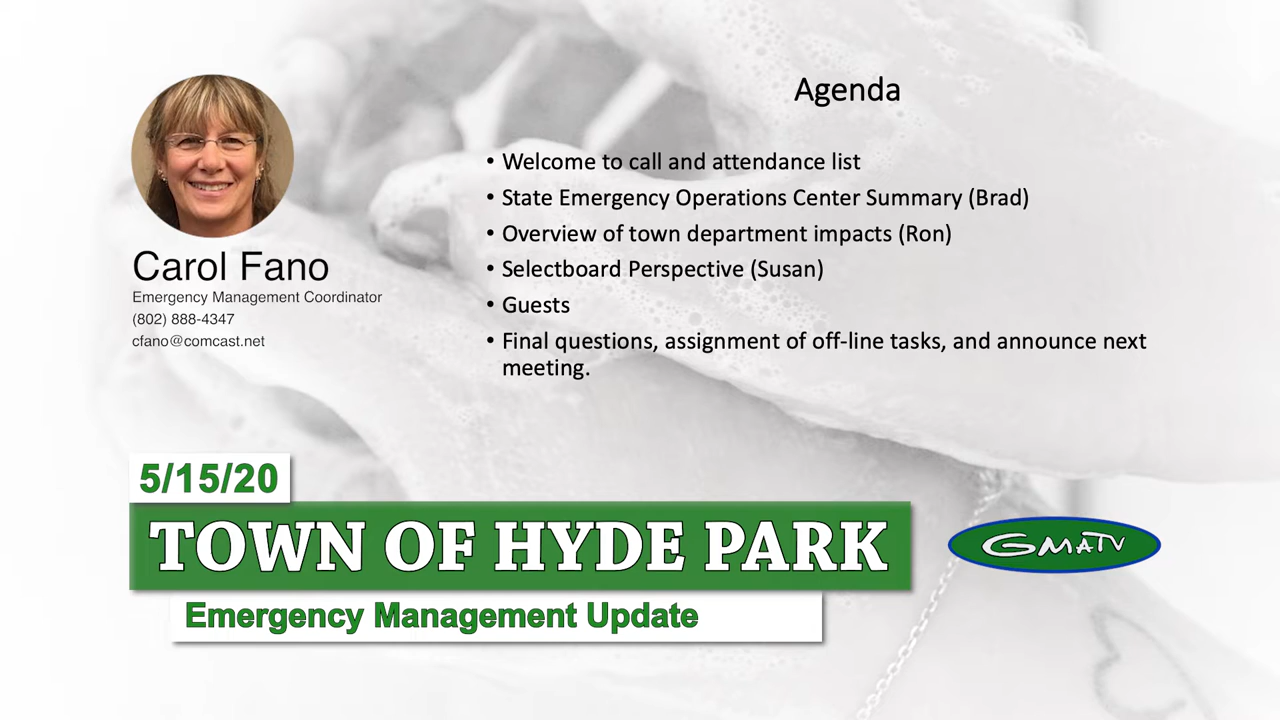 Agenda
• Welcome to call and attendance list
• State Emergency Operations Center Summary (Brad)
• Overview of town department impacts (Ron)
• Selectboard Perspective (Susan)
• Guests
• Final questions, assignment of off-line tasks, and announce next
meeting.
Carol Fano
Emergency Management Coordinator
(802) 888-4347
cfano@comcast.net
5/15/20
TOWN OF HYDE PARK
GMATV
Emergency Management Update